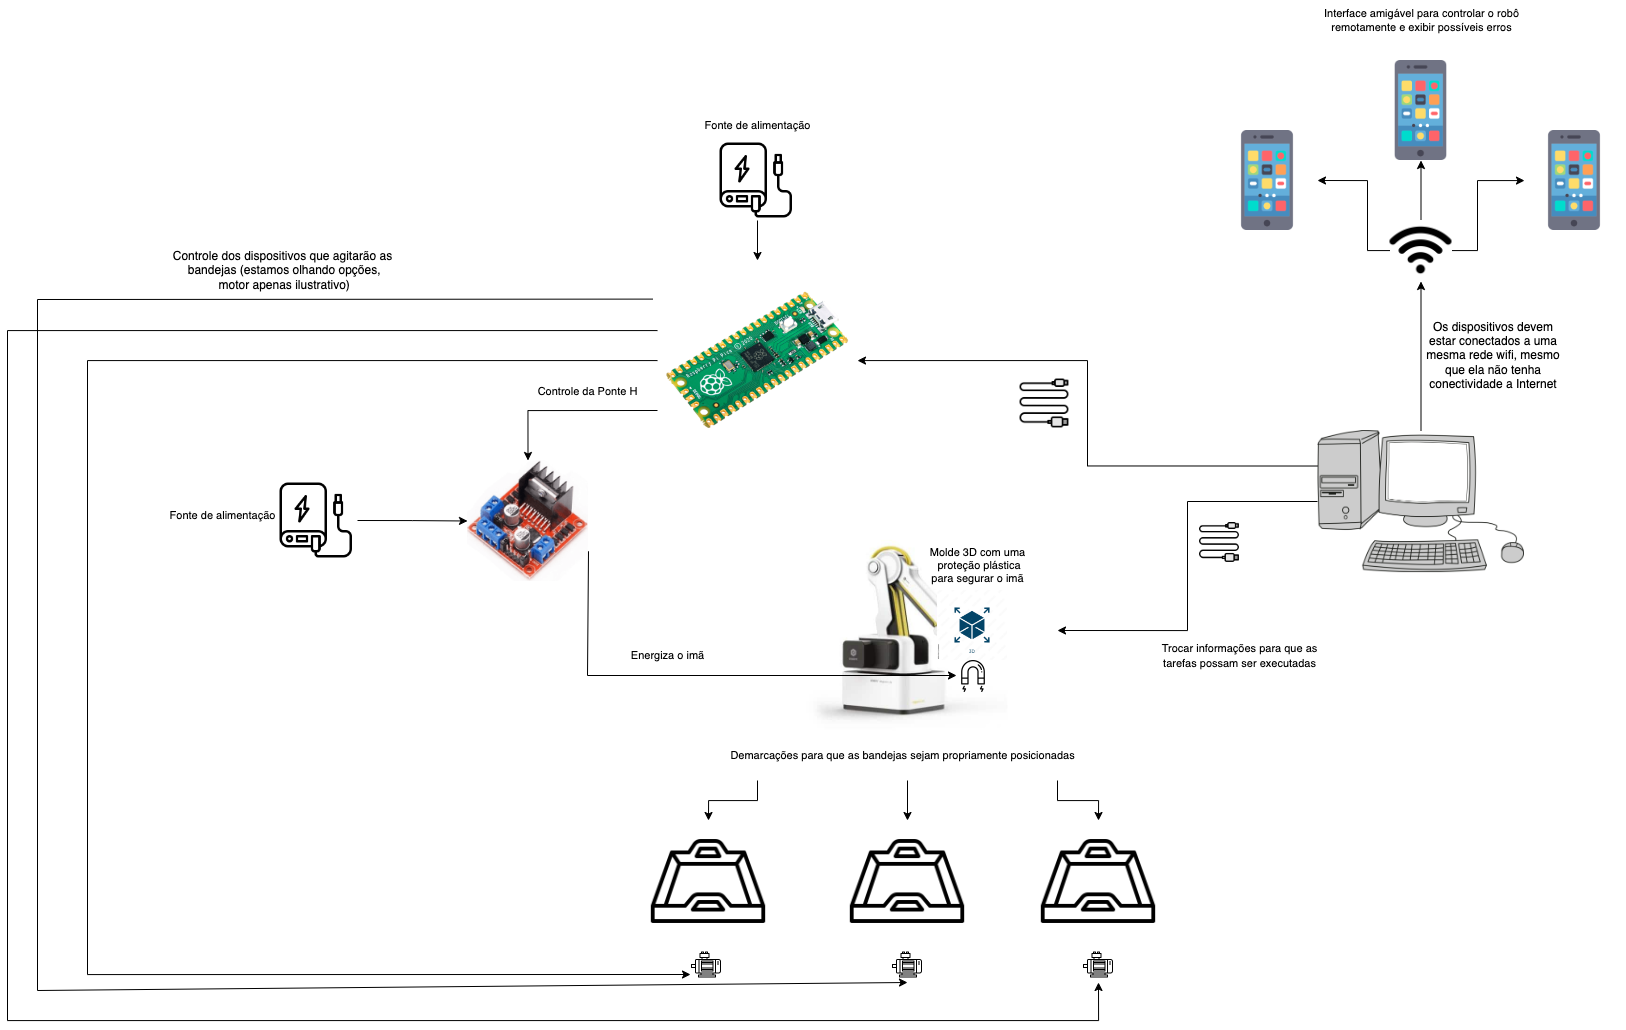 Interface amigável para controlar o robô
remotamente e exibir possíveis erros
Fonte de alimentação
Controle dos dispositivos que agitarão as
bandejas (estamos olhando opções,
motor apenas ilustrativo)
Raspberry Pi Pico ©2020
Os dispositivos devem
estar conectados a uma
mesma rede wifi, mesmo
que ela não tenha
conectividade a Internet
Controle da Ponte H
Fonte de alimentação
Molde 3D com uma
proteção plástica
para segurar o imã
3D
Energiza o imã
Trocar informações para que as
tarefas possam ser executadas
Demarcações para que as bandejas sejam propriamente posicionadas